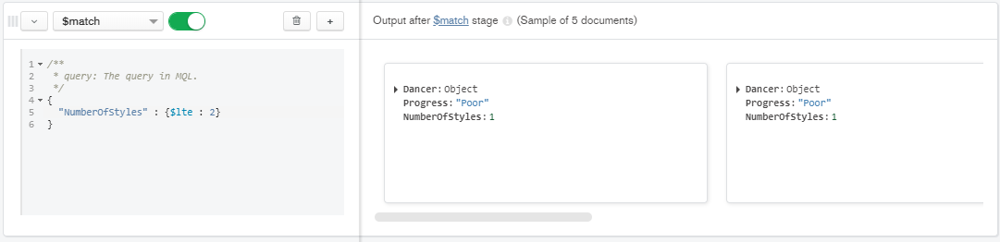 $match
+
Output after $match stage (Sample of 5 documents)
1 /**
2 * query: The query in MQL.
3 */
4 {
5 "NumberOfStyles" : {$lte : 2}
6 }
Dancer: Object
Progress: "Poor"
NumberOfStyles: 1
Dancer: Object
Progress: "Poor"
NumberOfStyles: 1